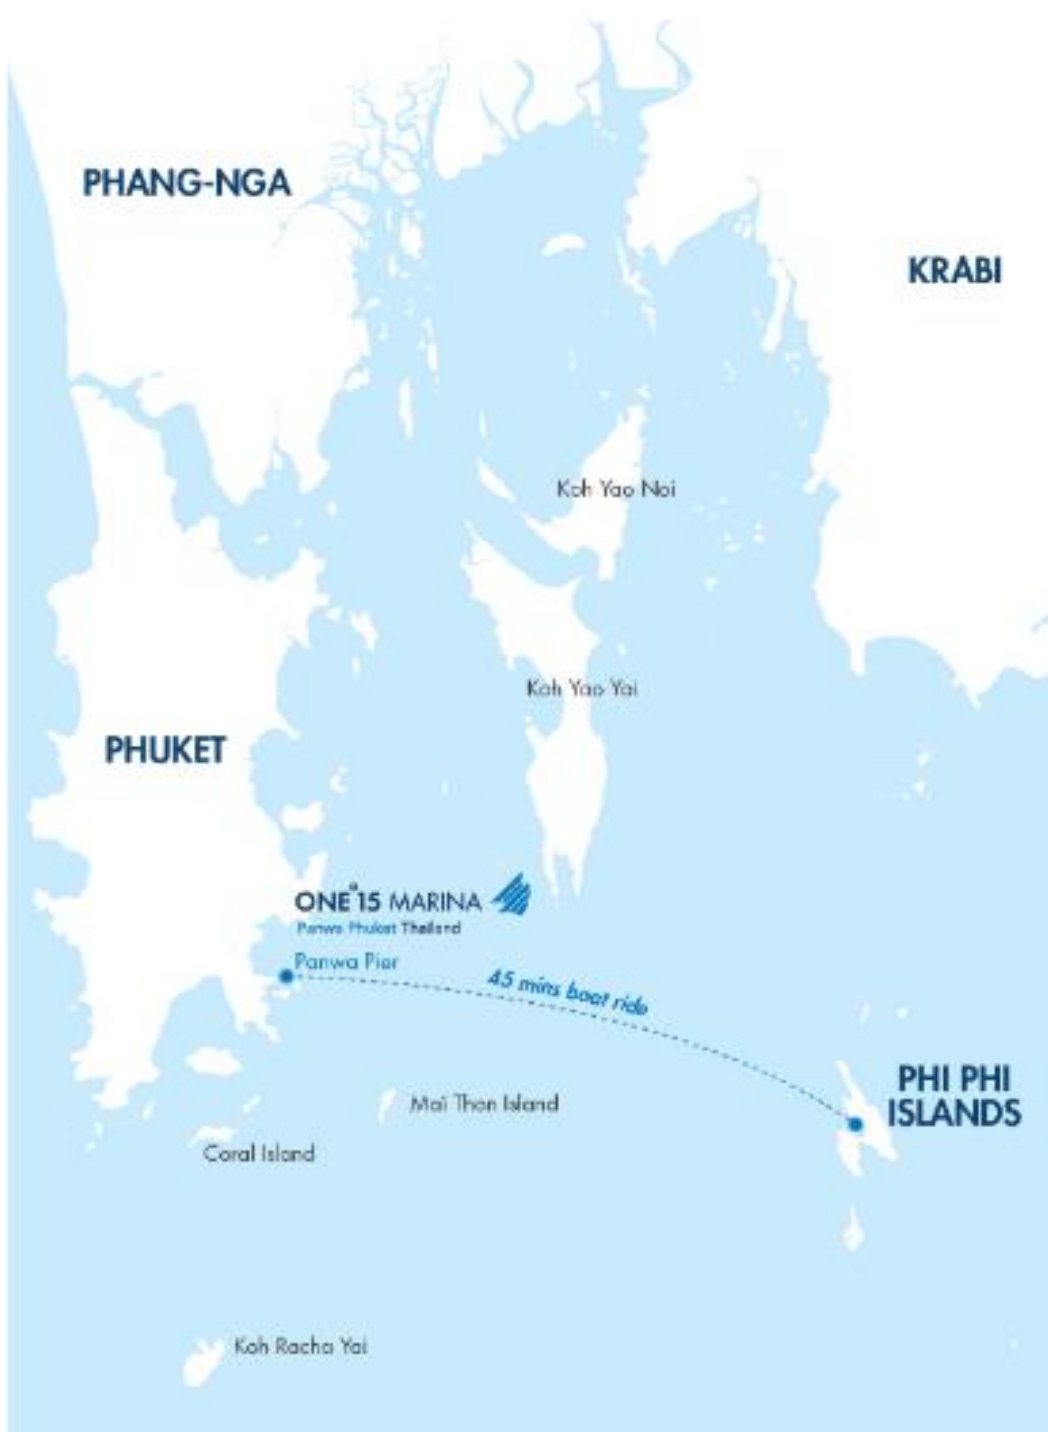 PHANG-NGA
KRABI
Koh Yao Noi
Koh Yao Yai
PHUKET
ONE°15 MARINA
Panwa Phuket Thailand
Panwa Pier
45 mins boat ride
PHI PHI
ISLANDS
Mai Thon Island
Coral Island
Koh Racha Yai